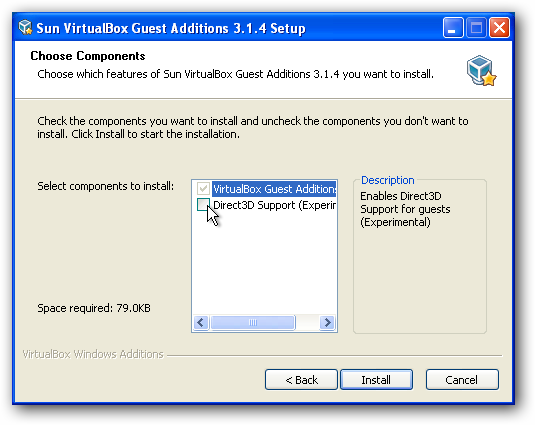 Sun VirtualBox Guest Additions 3.1.4 Setup
Choose Components
Choose which features of Sun VirtualBox Guest Additions 3.1.4 you want to install.
Check the components you want to install and uncheck the components you don't want to
install. Click Install to start the installation.
Select components to install:
VirtualBox Guest Additions
Direct3D Support (Experir
Description
Enables Direct3D
Support for guests
(Experimental)
Space required: 79.0KB
VirtualBox Windows Additions
< Back
Install
Cancel